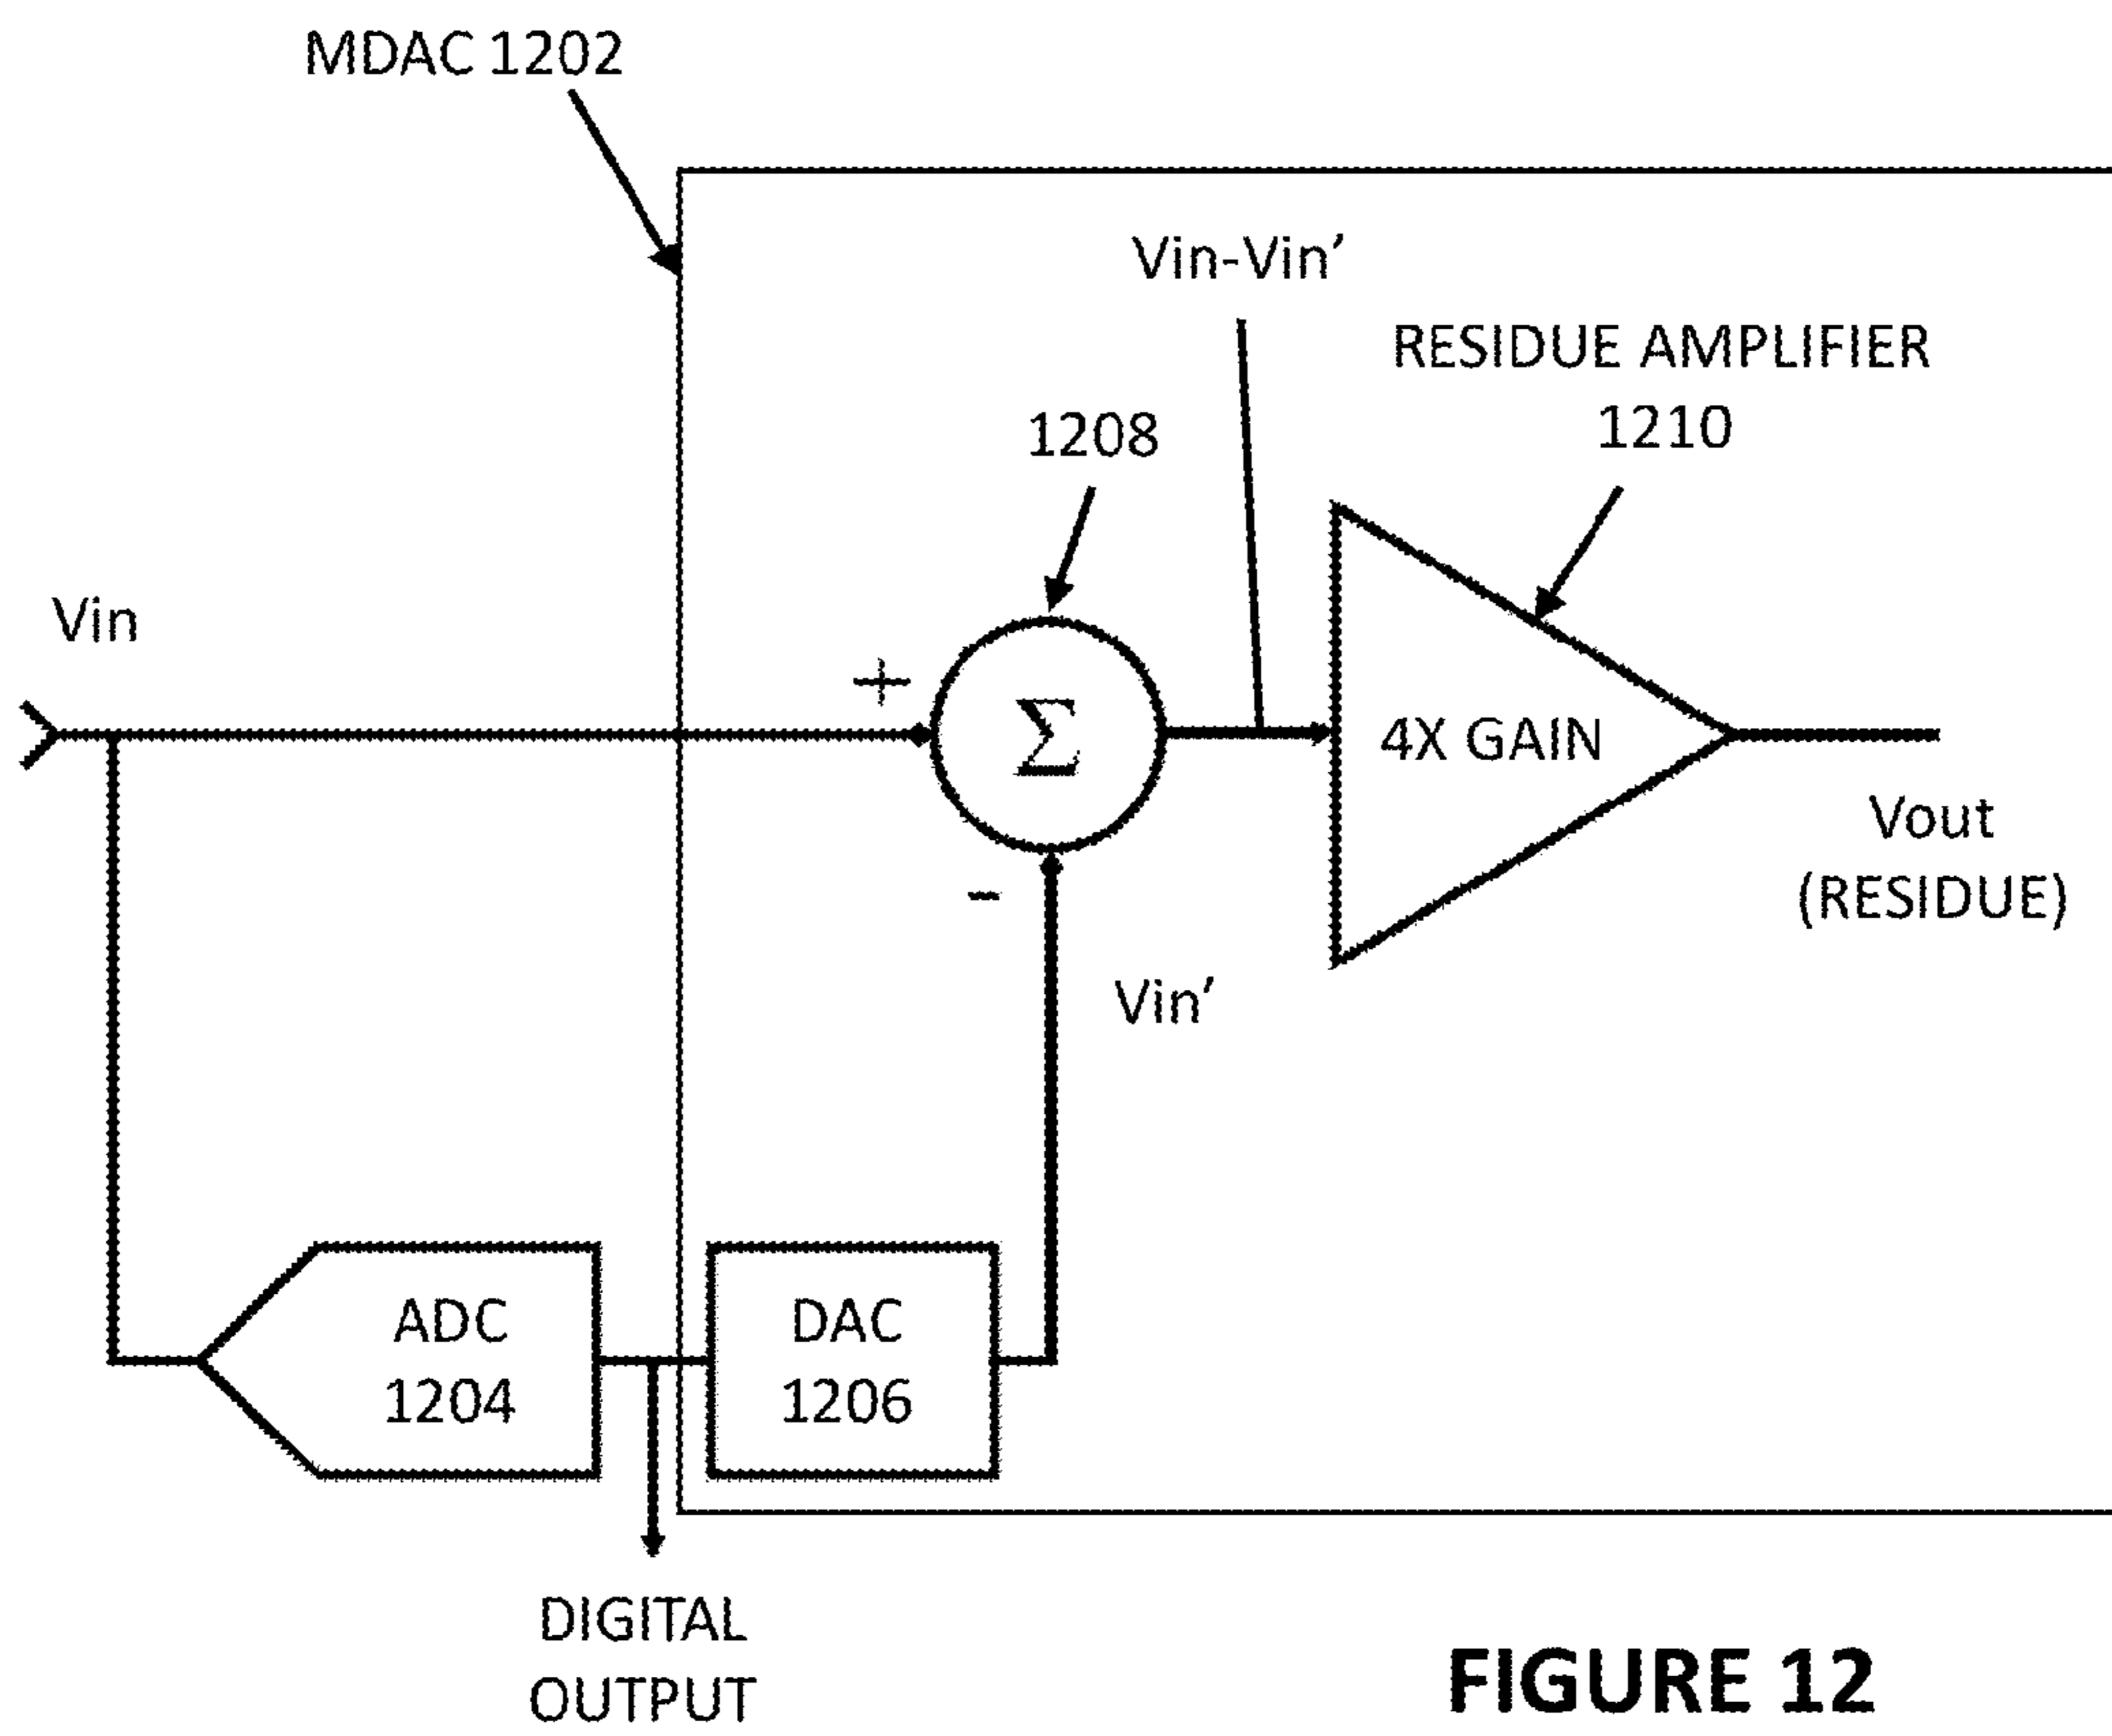 MDAC 1202
Vin-Vin’
RESIDUE AMPLIFIER
1210
1208
Vin
+
Σ
4X GAIN
Vout
(RESIDUE)
-
Vin’
ADC
1204
DAC
1206
DIGITAL
OUTPUT
FIGURE 12